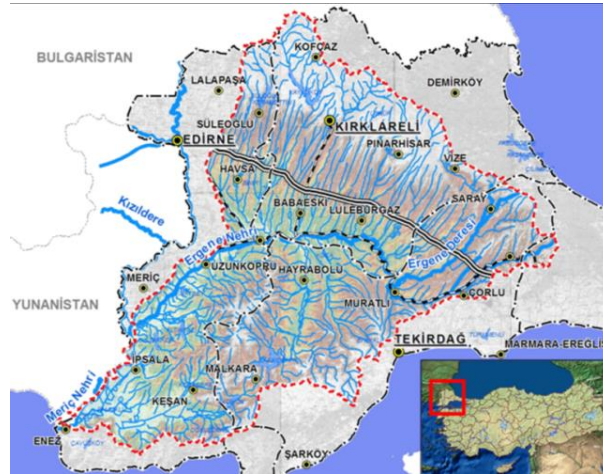 BULGARİSTAN
KOFÇAZ
LALAPAŞA
DEMİRKÖY
SÜLEOĞLU
KIRKLARELİ
EDİRNE
PINARHİSAR
VİZE
HAVSA
SARAY
BABAESKİ
LÜLEBURGAZ
Kızıldere
Ergene Nehri
Ergene Deresi
UZUNKÖPRÜ
HAYRABOLU
MERİÇ
MURATLI
ÇORLU
YUNANİSTAN
TEKİRDAĞ
MARMARA-EREĞLİS
İPSALA
MALKARA
Meriç Nehri
KEŞAN
ENEZ
ŞARKÖY